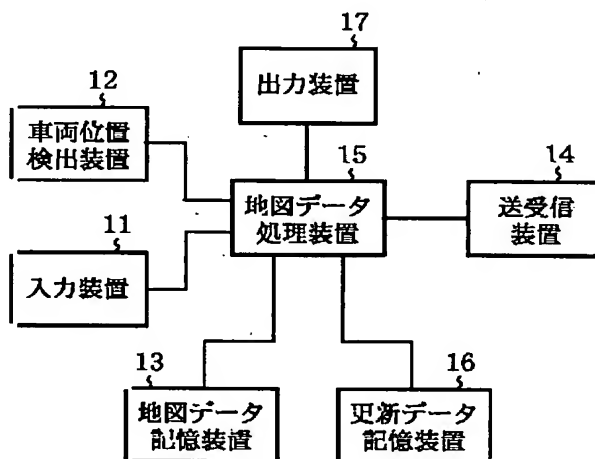 17
出力装置
12
車両位置
検出装置
15
地図データ
処理装置
14
送受信
装置
11
入力装置
13
地図データ
記憶装置
16
更新データ
記憶装置